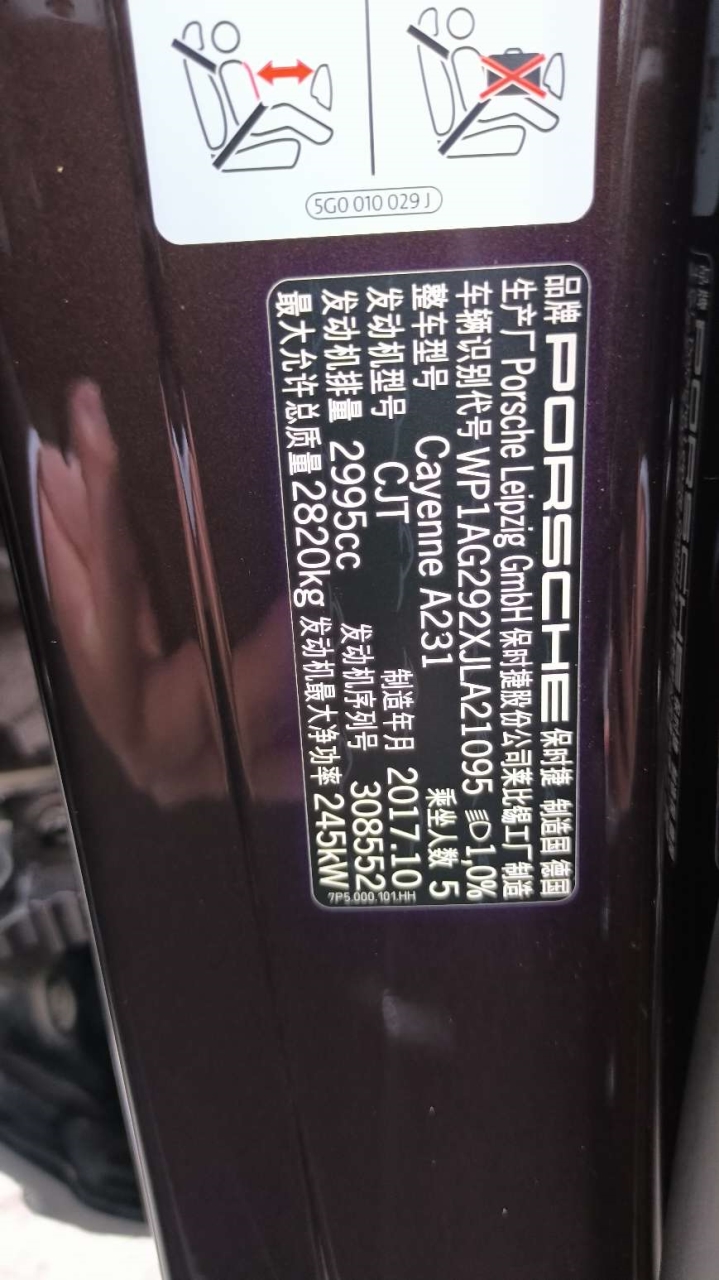 5G0 010 029 J
品牌 PORSCHE 保时捷 制造国 德国
生产厂 Porsche Leipzig GmbH 保时捷股份公司莱比锡工厂 制造
车辆识别代号 WP1AG292XJLA21095 1,0%
整车型号 Cayenne A231 乘坐人数 5
发动机型号 CJT 制造年月 2017.10
发动机排量 2995cc 发动机序列号 308552
最大允许总质量 2820kg 发动机最大净功率 245kW
7P5.000.101.HH